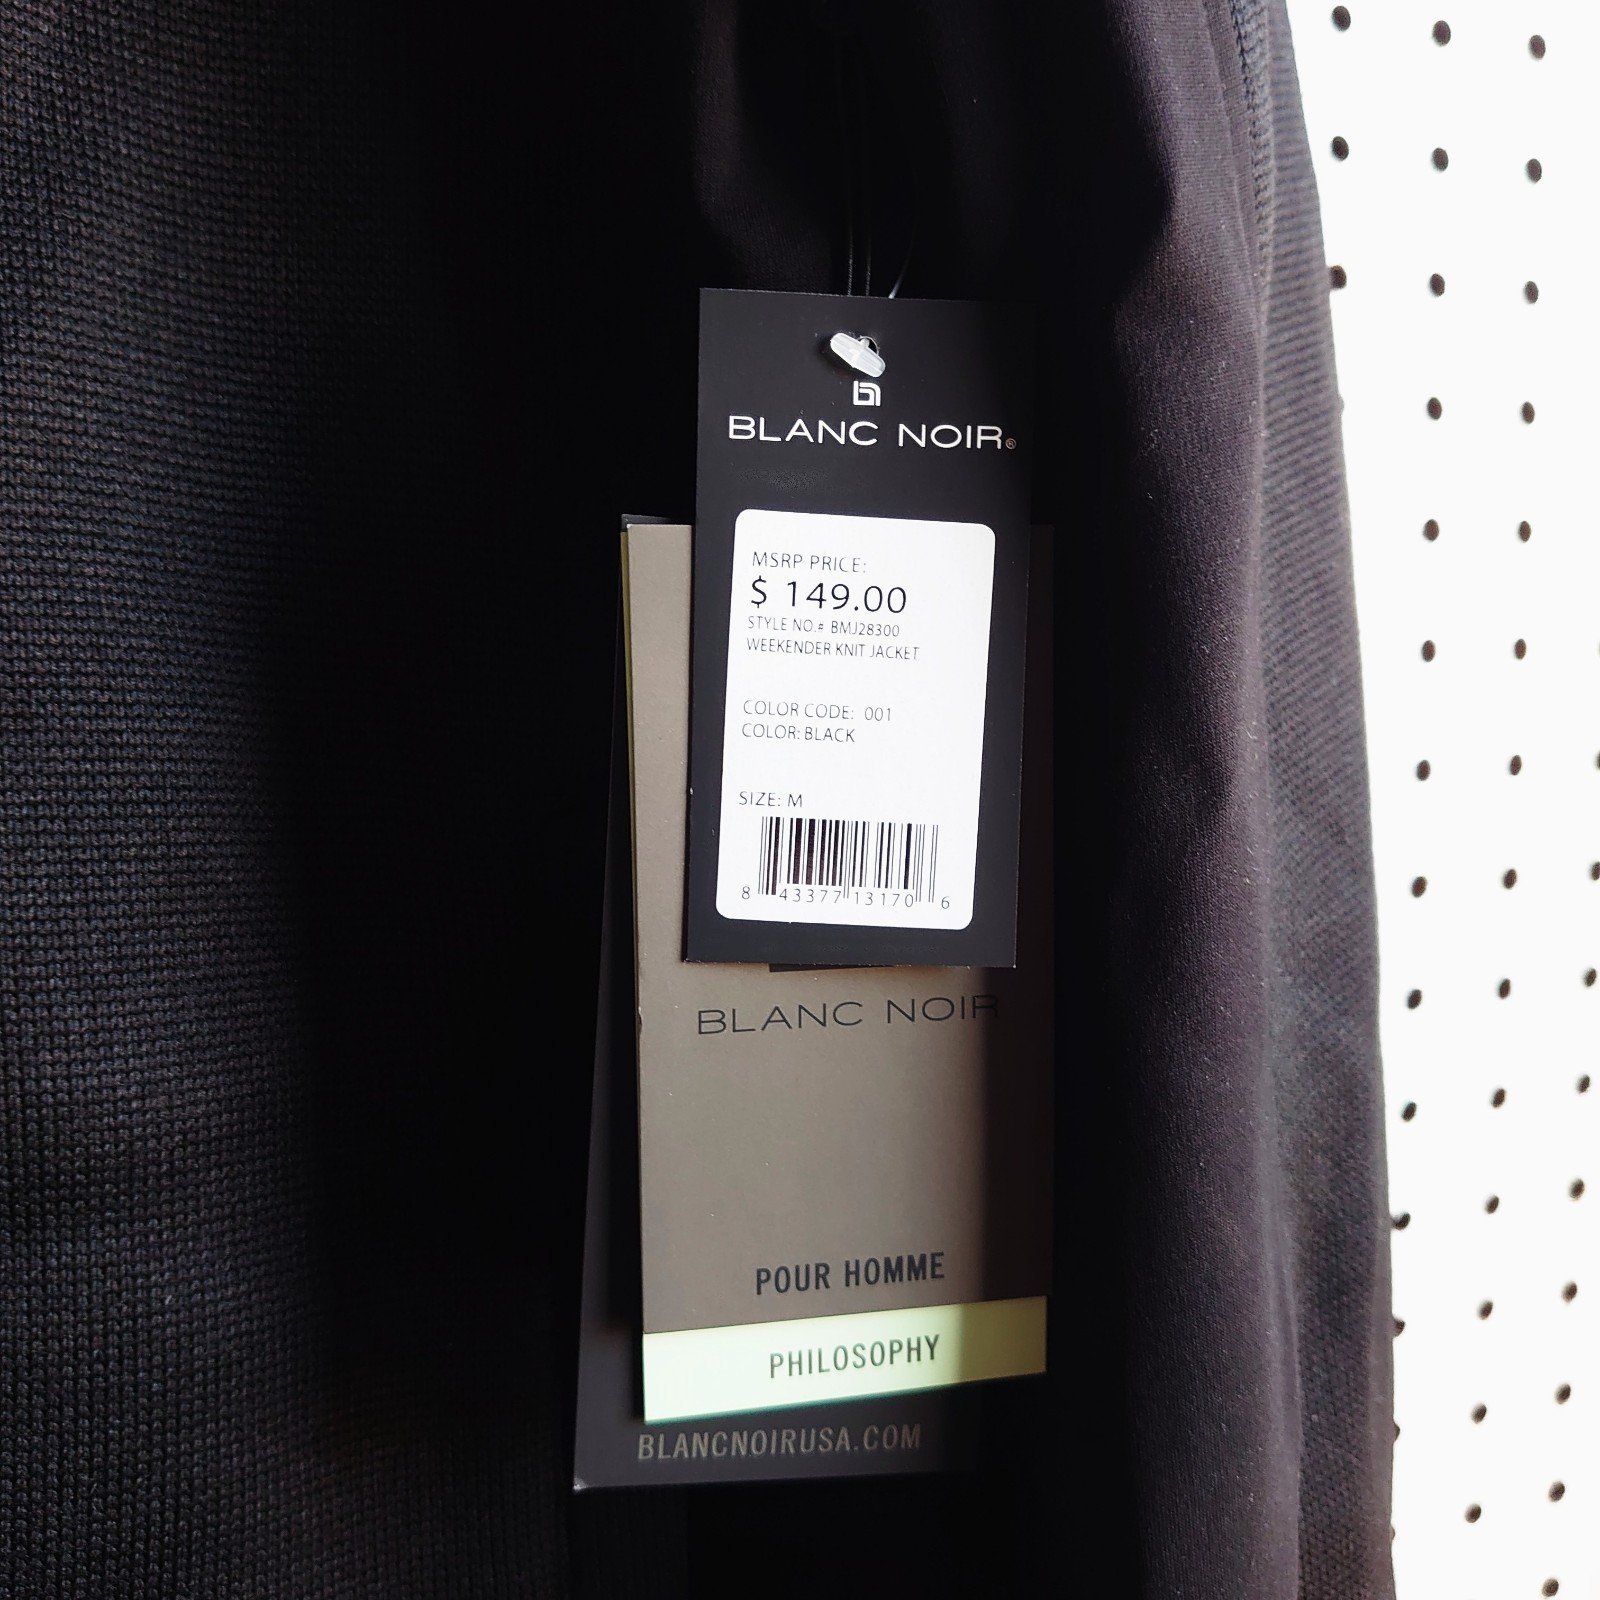 BLANC NOIR®
MSRP PRICE:
$ 149.00
STYLE NO.# BMJ28300
WEEKENDER KNIT JACKET
COLOR CODE: 001
COLOR: BLACK
SIZE: M
8 43377 13170 6
BLANC NOIR
POUR HOMME
PHILOSOPHY
BLANCNOIRUSA.COM